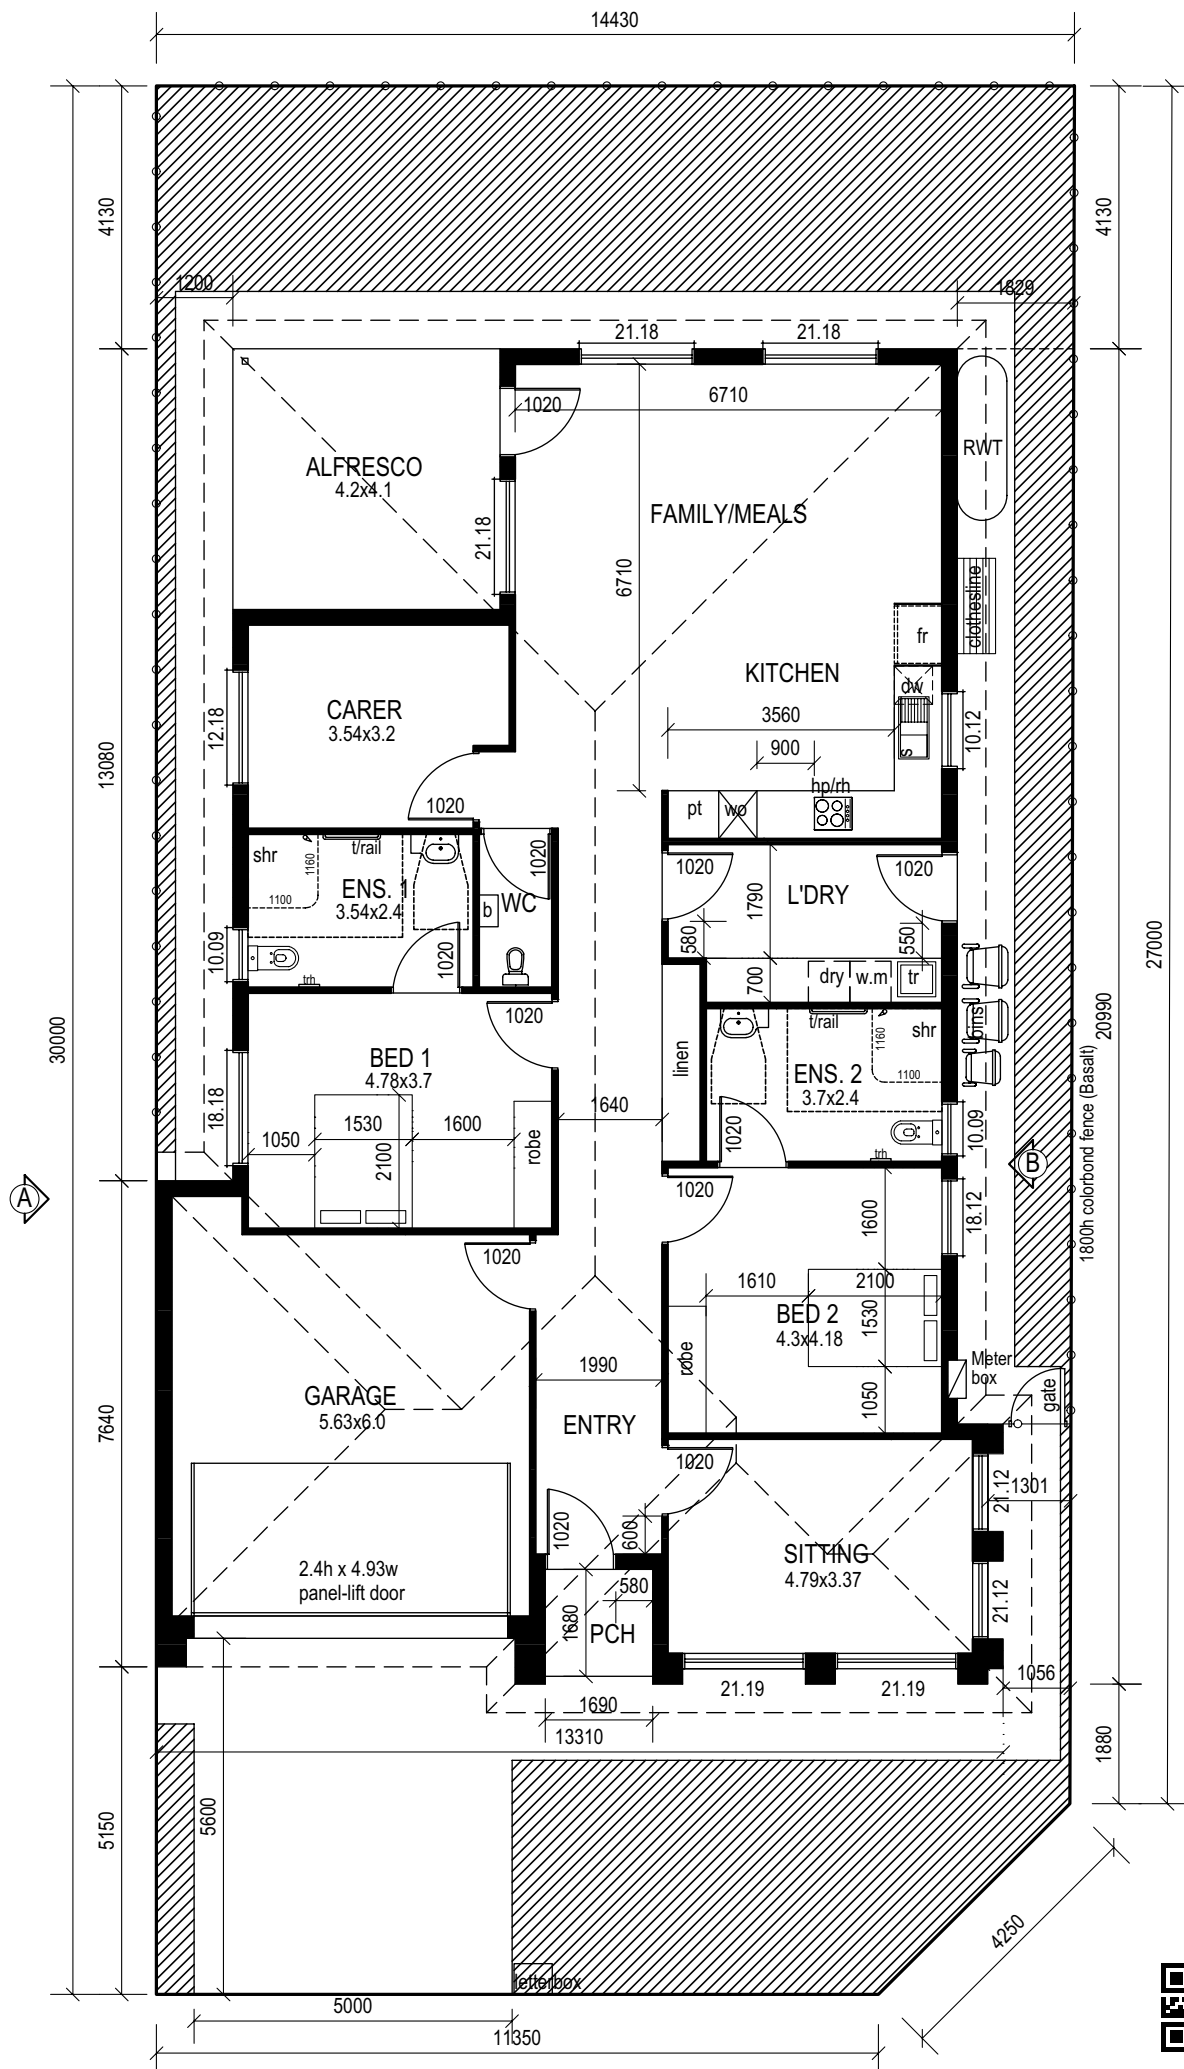 14430
4130
4130
1200
1829
21.18
21.18
1020
6710
RWT
ALFRESCO
4.2x4.1
FAMILY/MEALS
21.18
6710
clothesline
fr
KITCHEN
dw
CARER
3.54x3.2
12.18
3560
s
10.12
13080
900
hp/rh
pt
wo
1020
t/rail
shr
1160
1100
ENS. 1
3.54x2.4
1020
b
WC
1020
1020
L'DRY
1790
580
550
10.09
1020
trh
700
dry
w.m
tr
27000
20990
30000
1020
t/rail
1160
shr
bins
BED 1
4.78x3.7
linen
ENS. 2
3.7x2.4
1100
18.18
1640
1530
1600
1050
2100
robe
1020
trh
10.09
1800h colorbond fence (Basalt)
A
B
1020
1600
18.12
1020
1610
2100
BED 2
4.3x4.18
1530
robe
1990
Meter
box
gate
GARAGE
5.63x6.0
ENTRY
1050
7640
1020
21.12
1301
1020
600
SITTING
4.79x3.37
2.4h x 4.93w
panel-lift door
580
1680
PCH
21.12
1056
21.19
21.19
1690
13310
1880
5600
5150
4250
letterbox
5000
11350